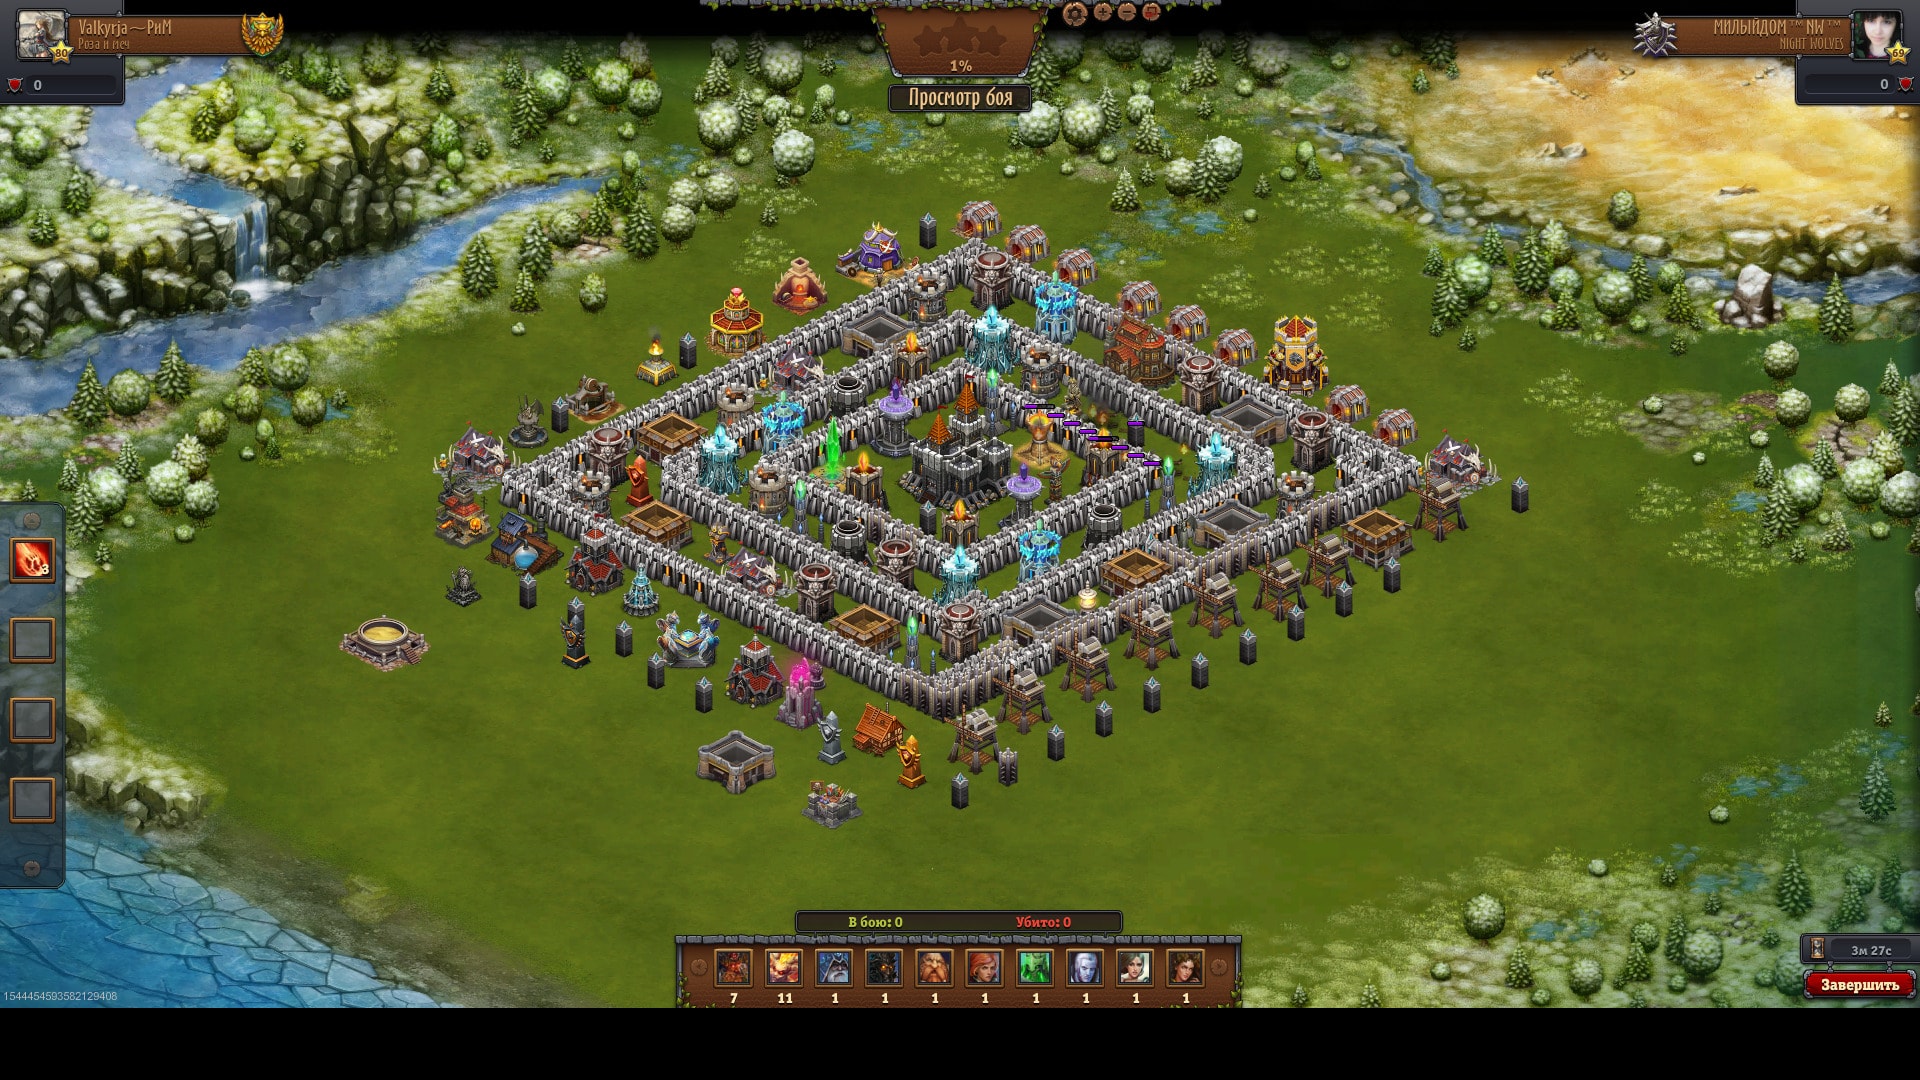 Valkyrja~РиМ
Роза и Меч
80
0
1%
Просмотр боя
МИЛЫЙДОМ™ NW™
NIGHT WOLVES
69
0
3
В бою: 0
Убито: 0
7
11
1
1
1
1
1
1
1
1
3м 27с
Завершить
1544454593582129408